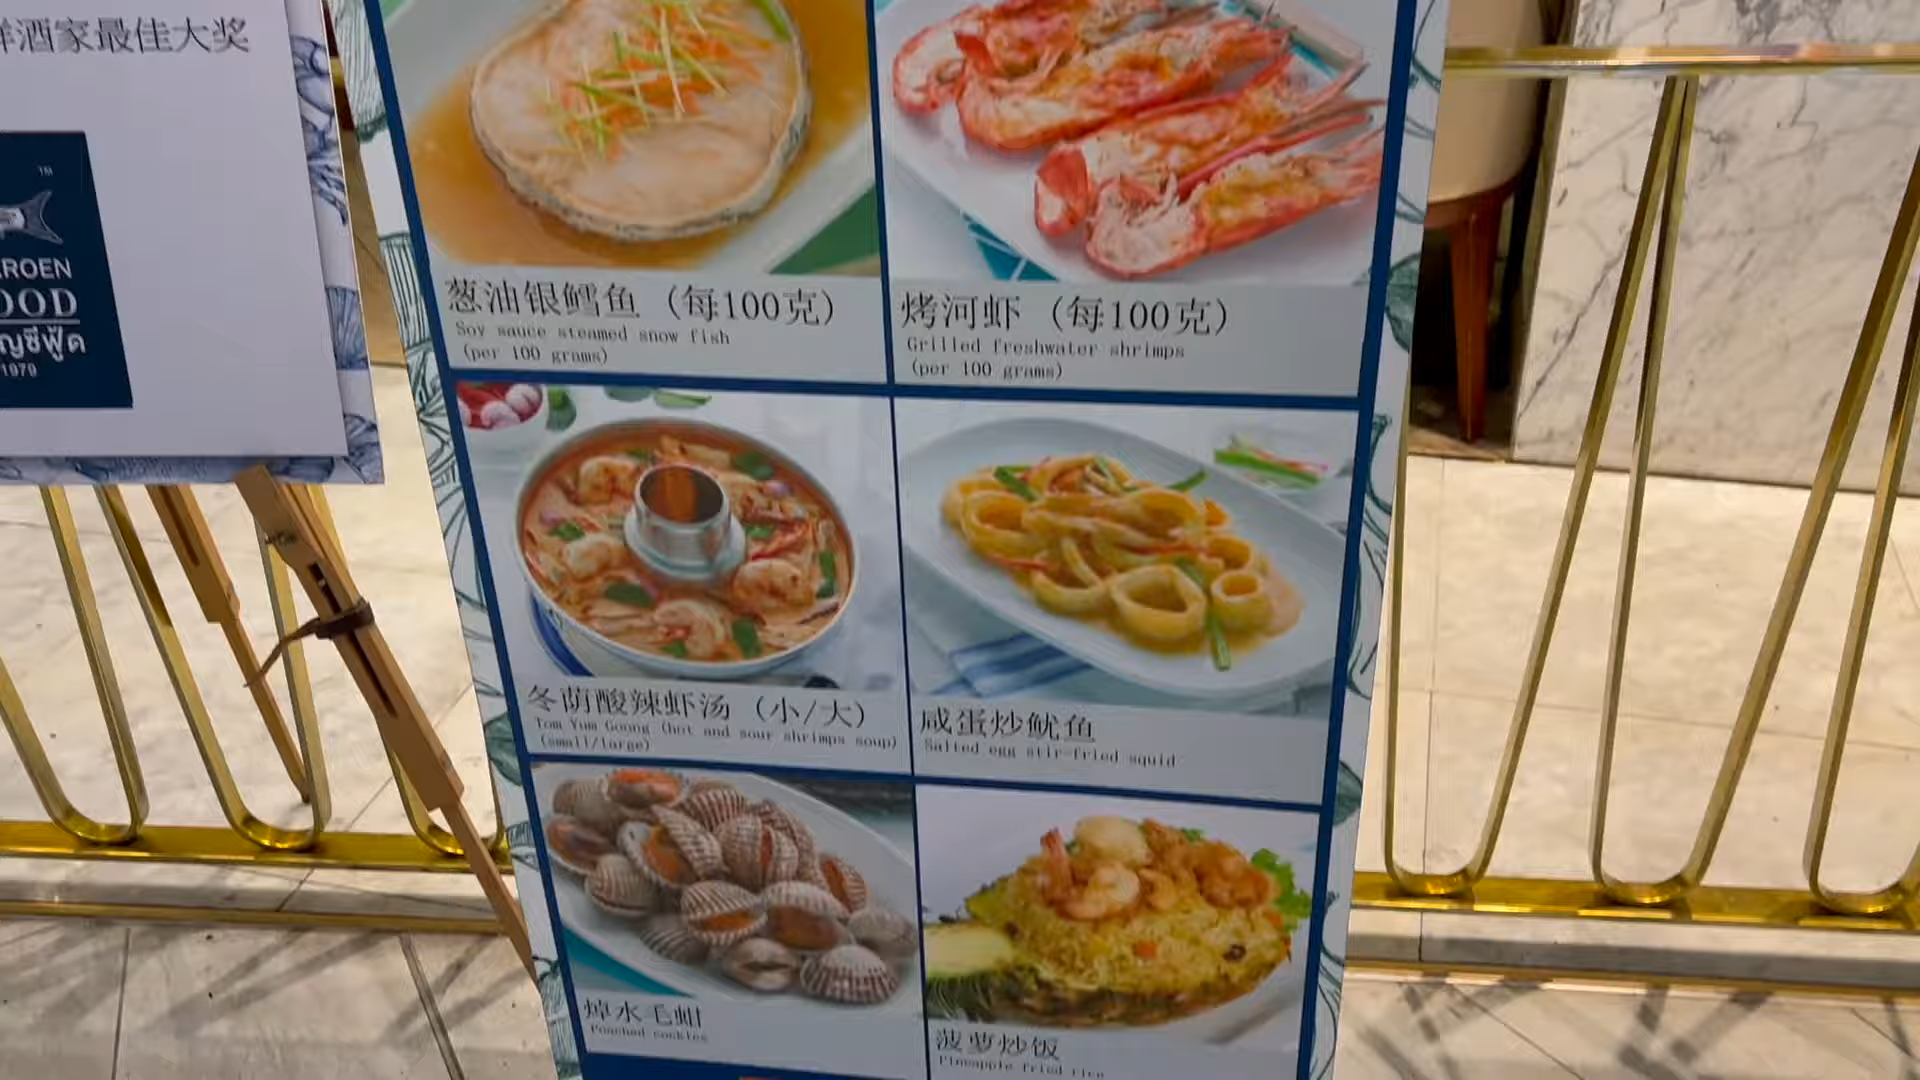 鲜酒家最佳大奖
TM
ROEN
OOD
ญซีฟู้ด
1979
葱油银鳕鱼（每100克）
Soy sauce steamed snow fish
(per 100 grams)
烤河虾（每100克）
Grilled freshwater shrimps
(per 100 grams)
冬荫酸辣虾汤（小/大）
Tom Yum Goong (hot and sour shrimps soup)
(small/large)
咸蛋炒鱿鱼
Salted egg stir-fried squid
焯水毛蚶
Poached cockles
菠萝炒饭
Pineapple fried rice